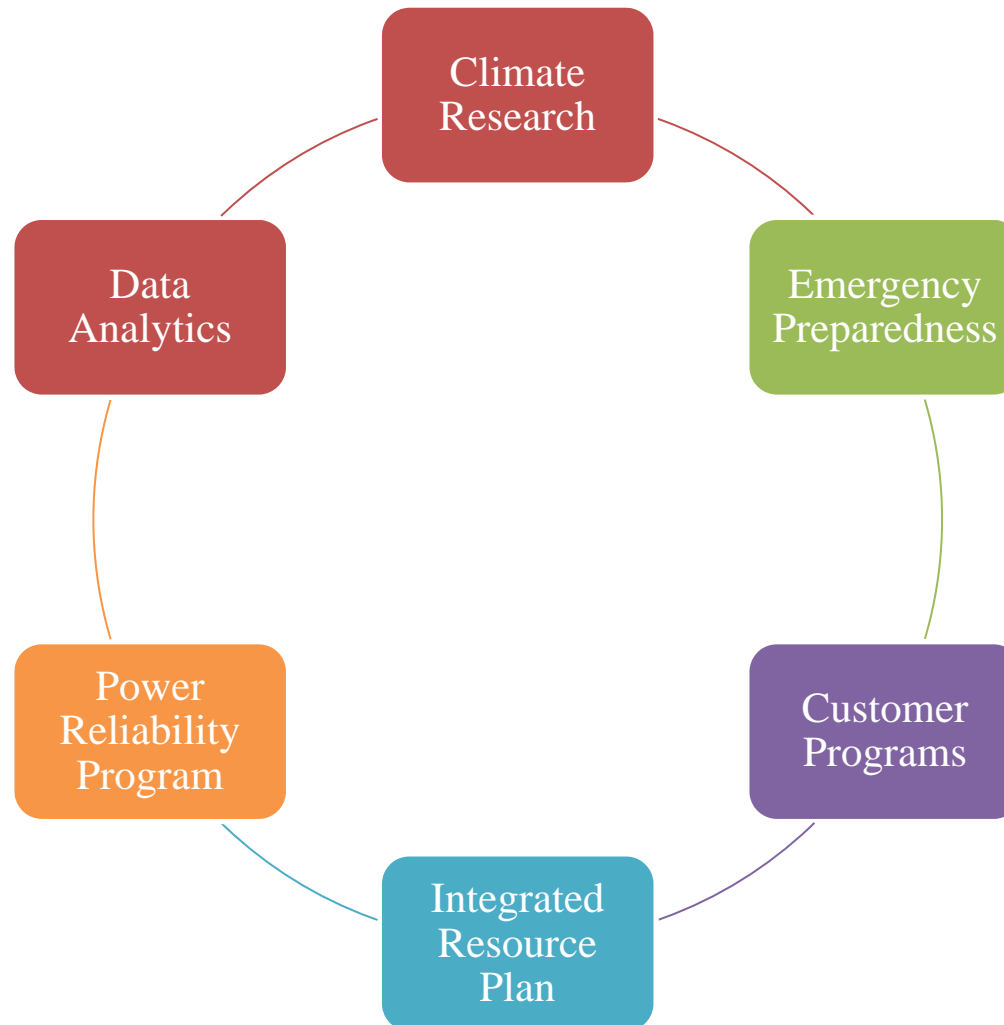 Climate
Research
Emergency
Preparedness
Customer
Programs
Integrated
Resource
Plan
Power
Reliability
Program
Data
Analytics